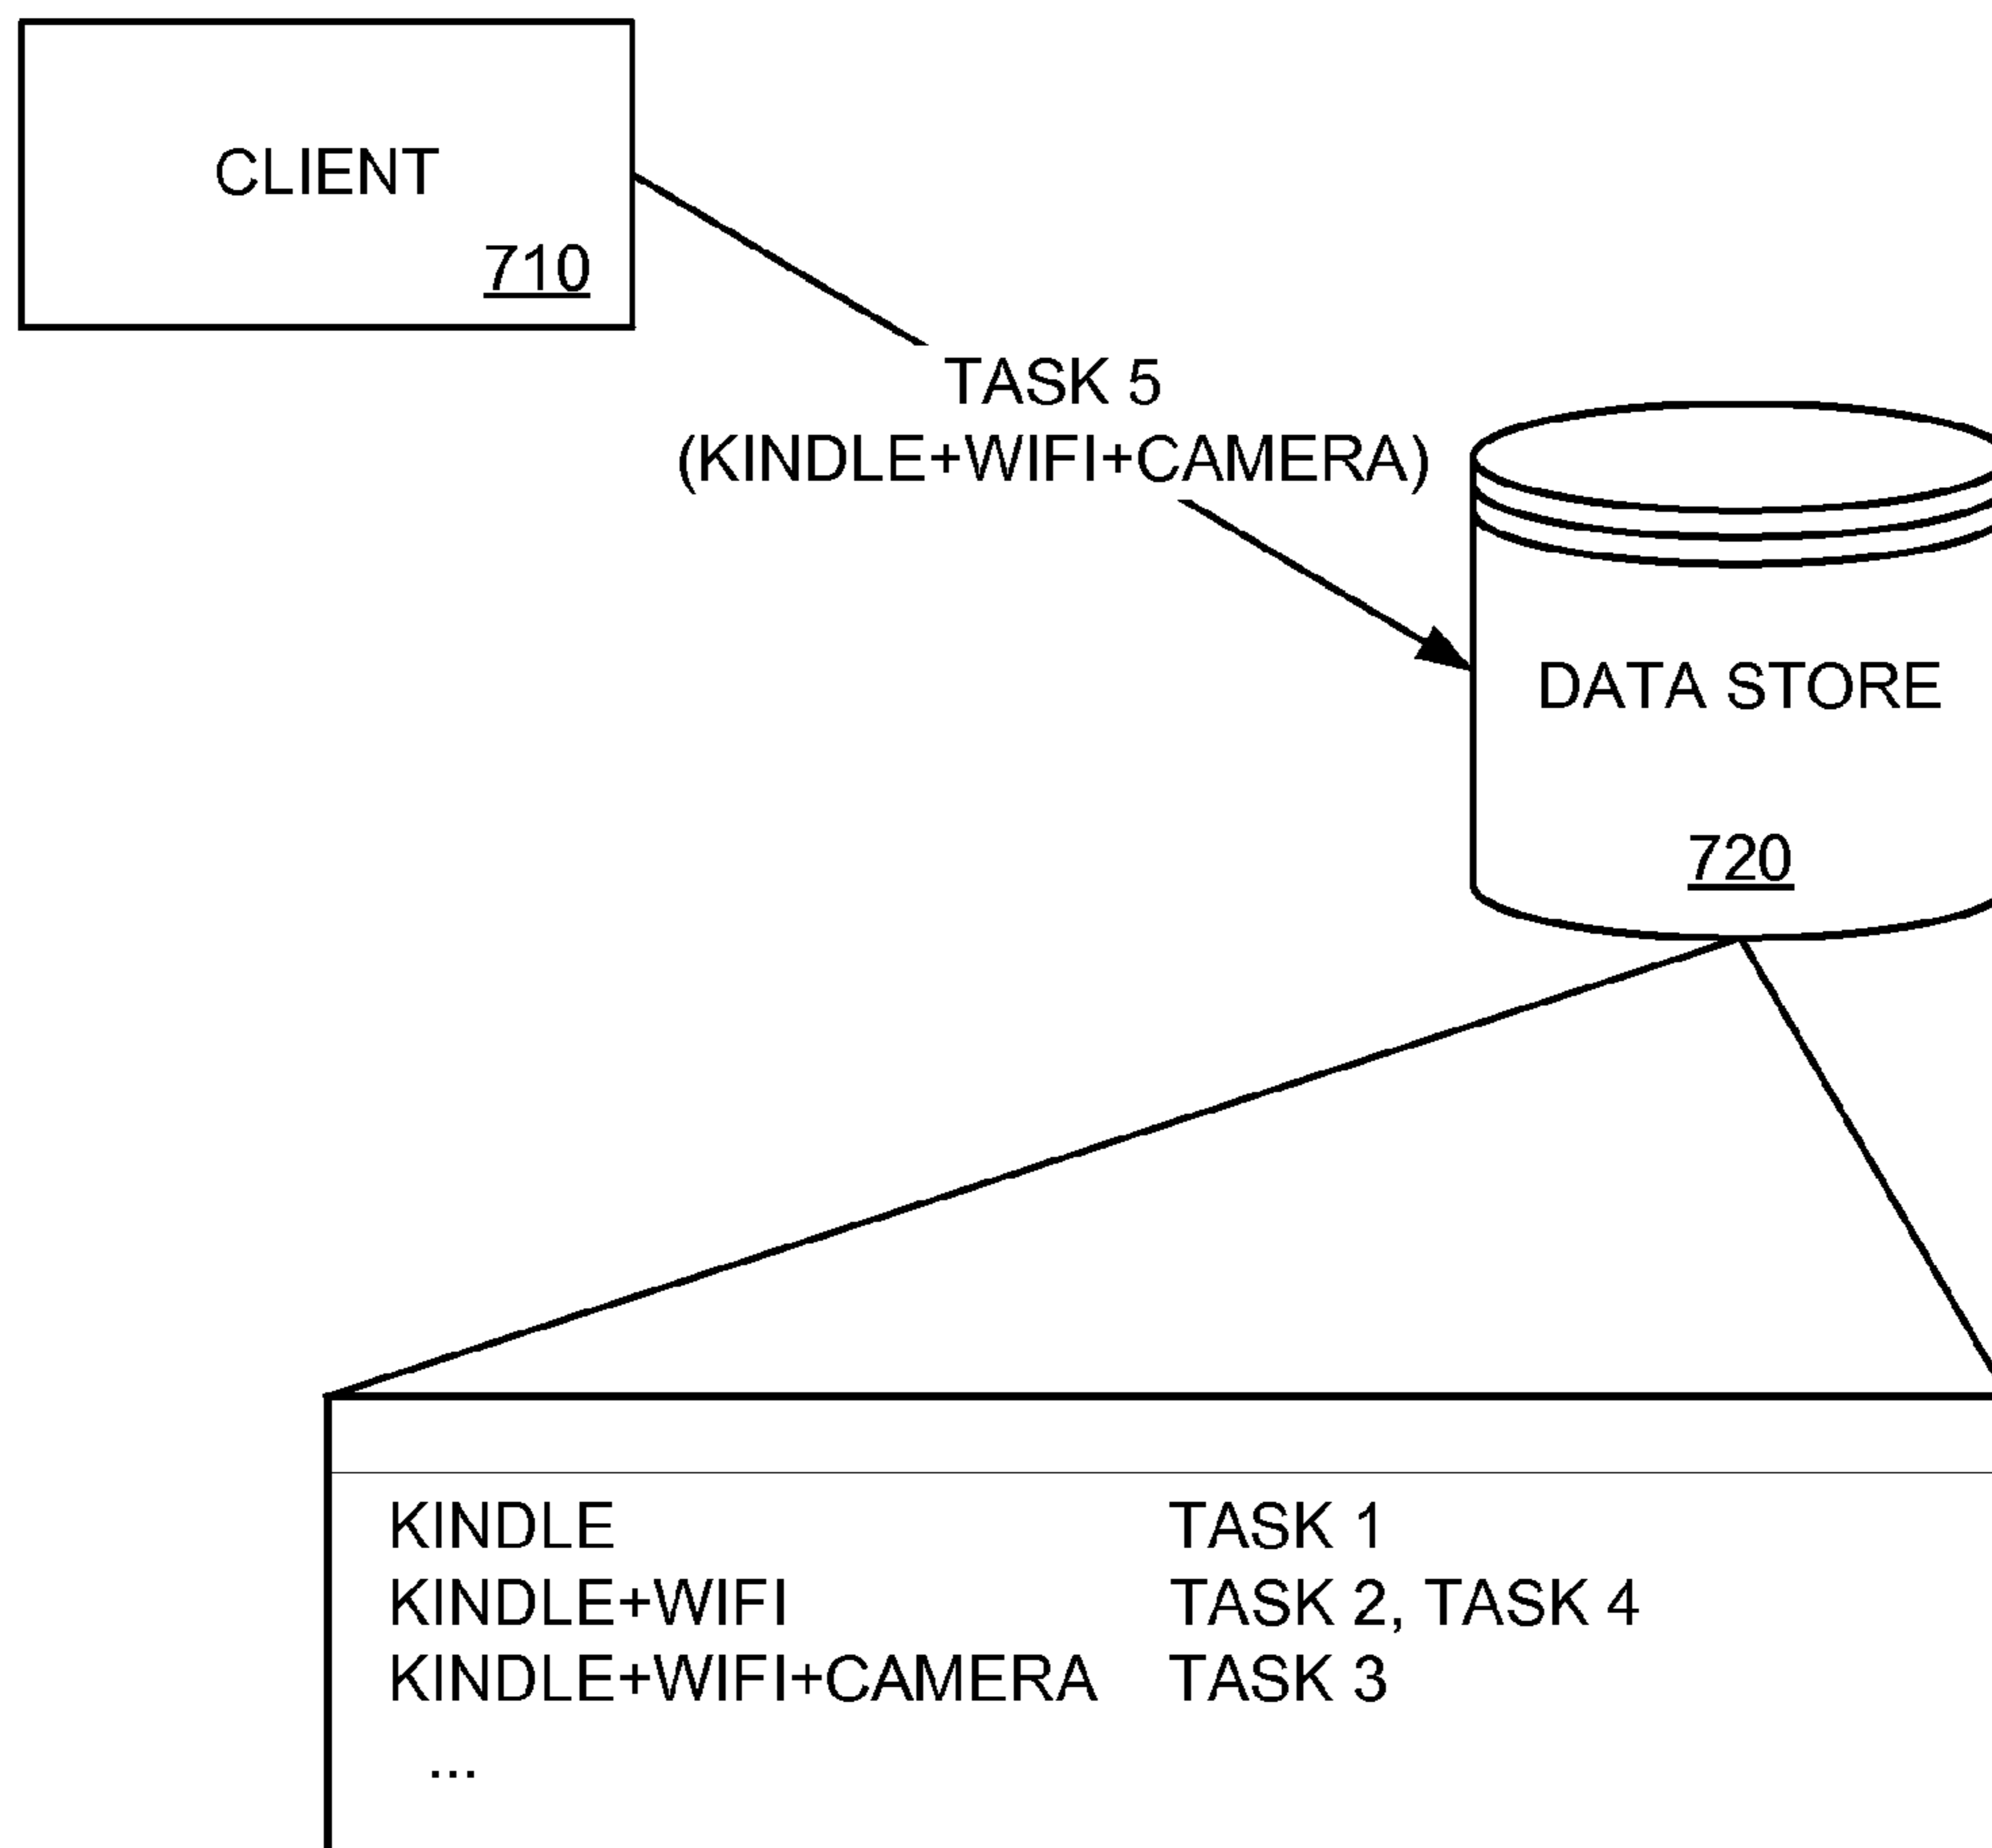 CLIENT
710
TASK 5
(KINDLE+WIFI+CAMERA)
DATA STORE
720
KINDLE TASK 1
KINDLE+WIFI TASK 2, TASK 4
KINDLE+WIFI+CAMERA TASK 3
...